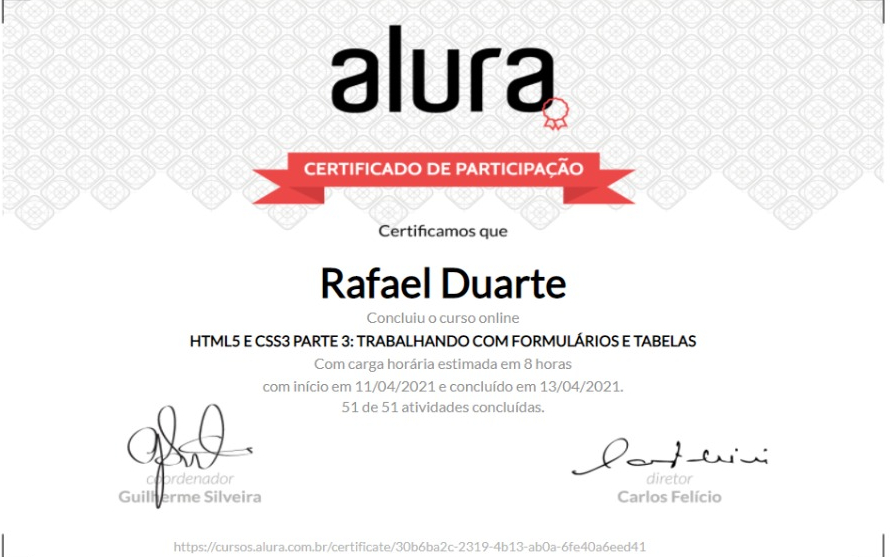 alura
CERTIFICADO DE PARTICIPAÇÃO
Certificamos que
Rafael Duarte
Concluiu o curso online
HTML5 E CSS3 PARTE 3: TRABALHANDO COM FORMULÁRIOS E TABELAS
Com carga horária estimada em 8 horas
com início em 11/04/2021 e concluído em 13/04/2021.
51 de 51 atividades concluídas.
coordenador
Guilherme Silveira
diretor
Carlos Felício
https://cursos.alura.com.br/certificate/30b6ba2c-2319-4b13-ab0a-6fe40a6eed41